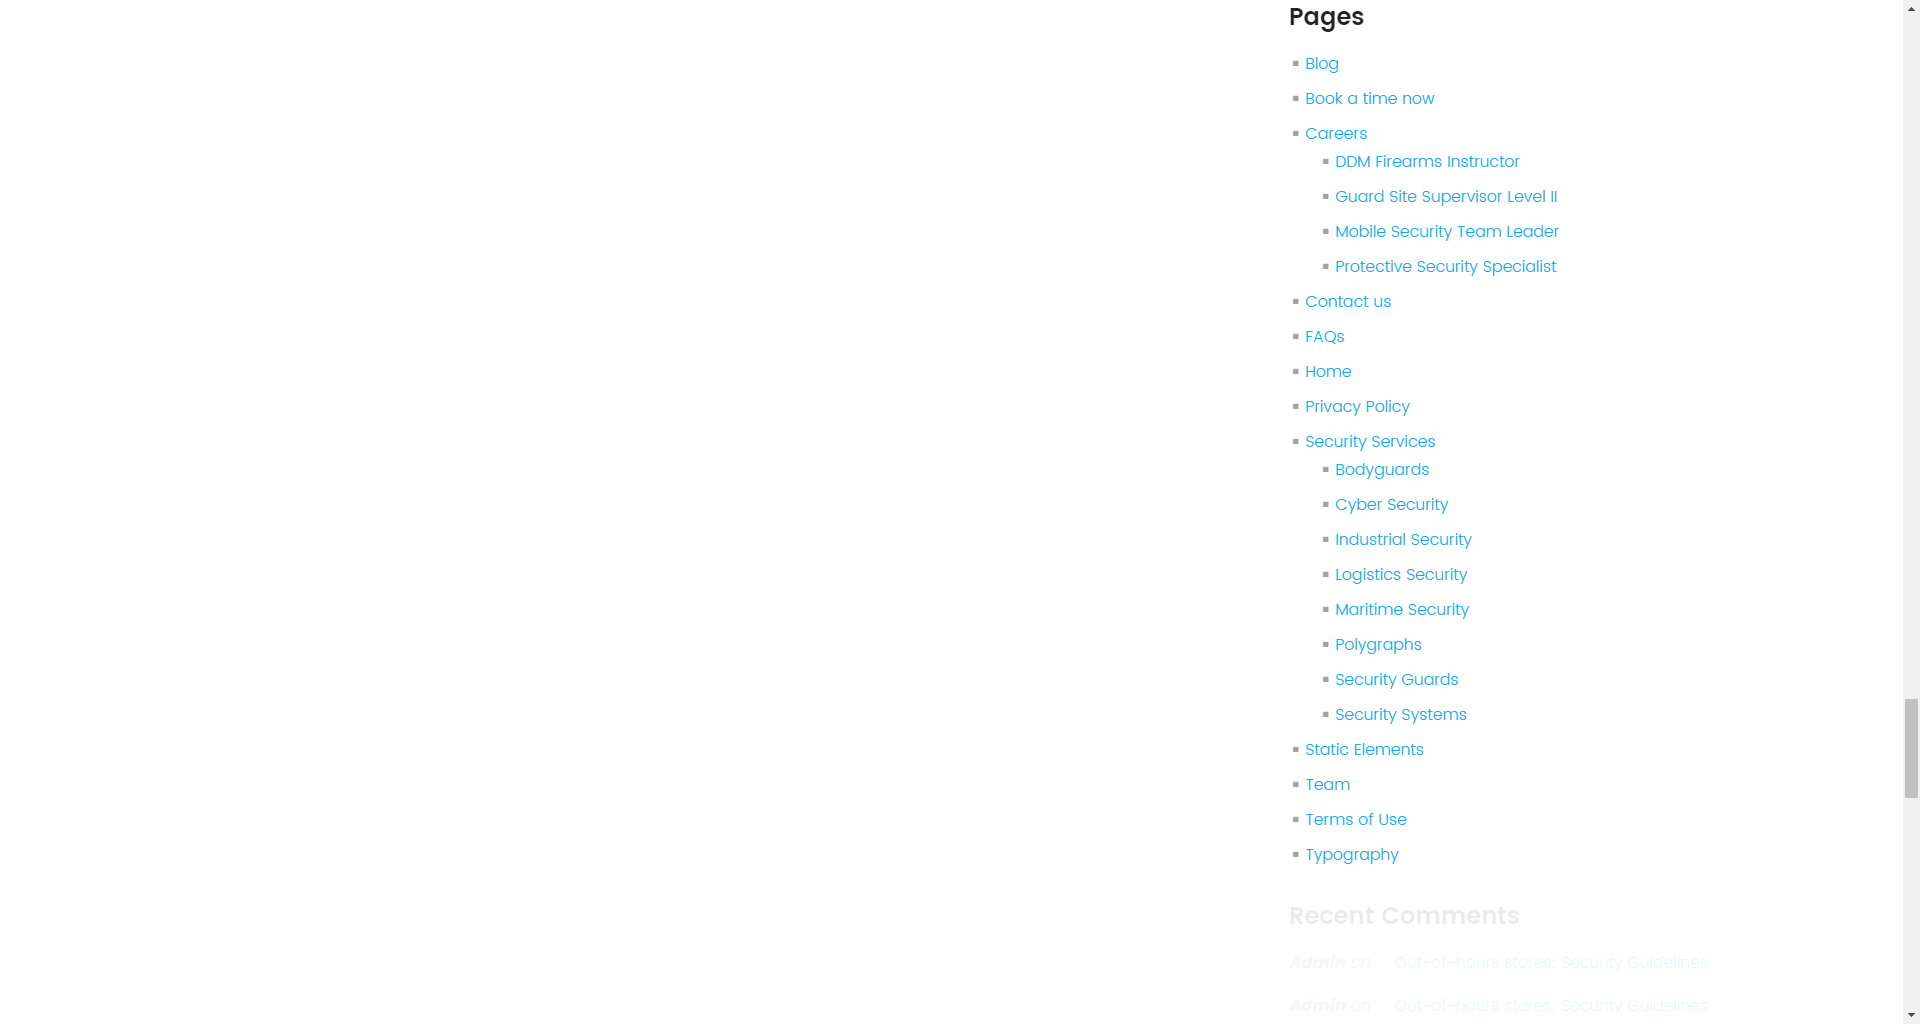 Pages
Blog
Book a time now
Careers
DDM Firearms Instructor
Guard Site Supervisor Level II
Mobile Security Team Leader
Protective Security Specialist
Contact us
FAQs
Home
Privacy Policy
Security Services
Bodyguards
Cyber Security
Industrial Security
Logistics Security
Maritime Security
Polygraphs
Security Guards
Security Systems
Static Elements
Team
Terms of Use
Typography
Recent Comments
Admin on Out-of-hours stores: Security Guidelines
Admin on Out-of-hours stores: Security Guidelines